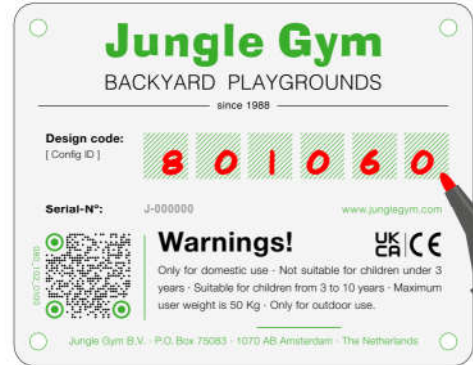 Jungle Gym
BACKYARD PLAYGROUNDS
since 1988
Design code:
[ Config ID ]
8 0 1 0 6 0
Serial-Nº: J-000000 www.junglegym.com
Warnings!
UK CA CE
Only for domestic use · Not suitable for children under 3
years · Suitable for children from 3 to 10 years · Maximum
user weight is 50 Kg · Only for outdoor use.
Jungle Gym B.V. · P.O. Box 75083 · 1070 AB Amsterdam · The Netherlands